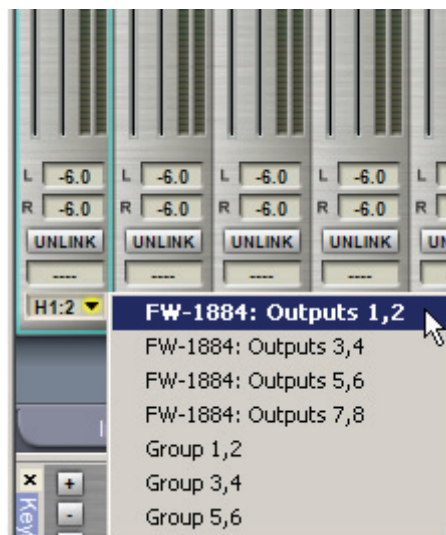 L -6.0 L -6.0 L -6.0 L -6.0 L
R -6.0 R -6.0 R -6.0 R -6.0 R
UNLINK UNLINK UNLINK UNLINK UN
---- ---- ---- ----
H1:2
FW-1884: Outputs 1,2
FW-1884: Outputs 3,4
FW-1884: Outputs 5,6
FW-1884: Outputs 7,8
Group 1,2
Group 3,4
Group 5,6
× +
-
Key